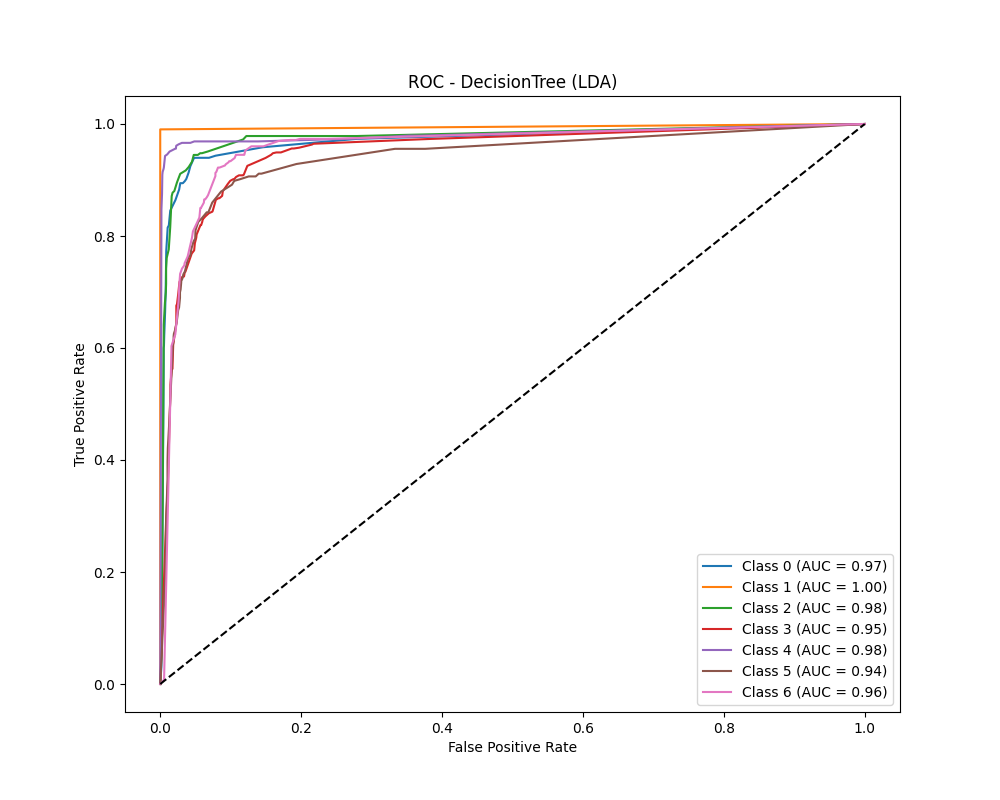 ROC - DecisionTree (LDA)
True Positive Rate
1.0
0.8
0.6
0.4
0.2
0.0
0.0 0.2 0.4 0.6 0.8 1.0
False Positive Rate
Class 0 (AUC = 0.97)
Class 1 (AUC = 1.00)
Class 2 (AUC = 0.98)
Class 3 (AUC = 0.95)
Class 4 (AUC = 0.98)
Class 5 (AUC = 0.94)
Class 6 (AUC = 0.96)